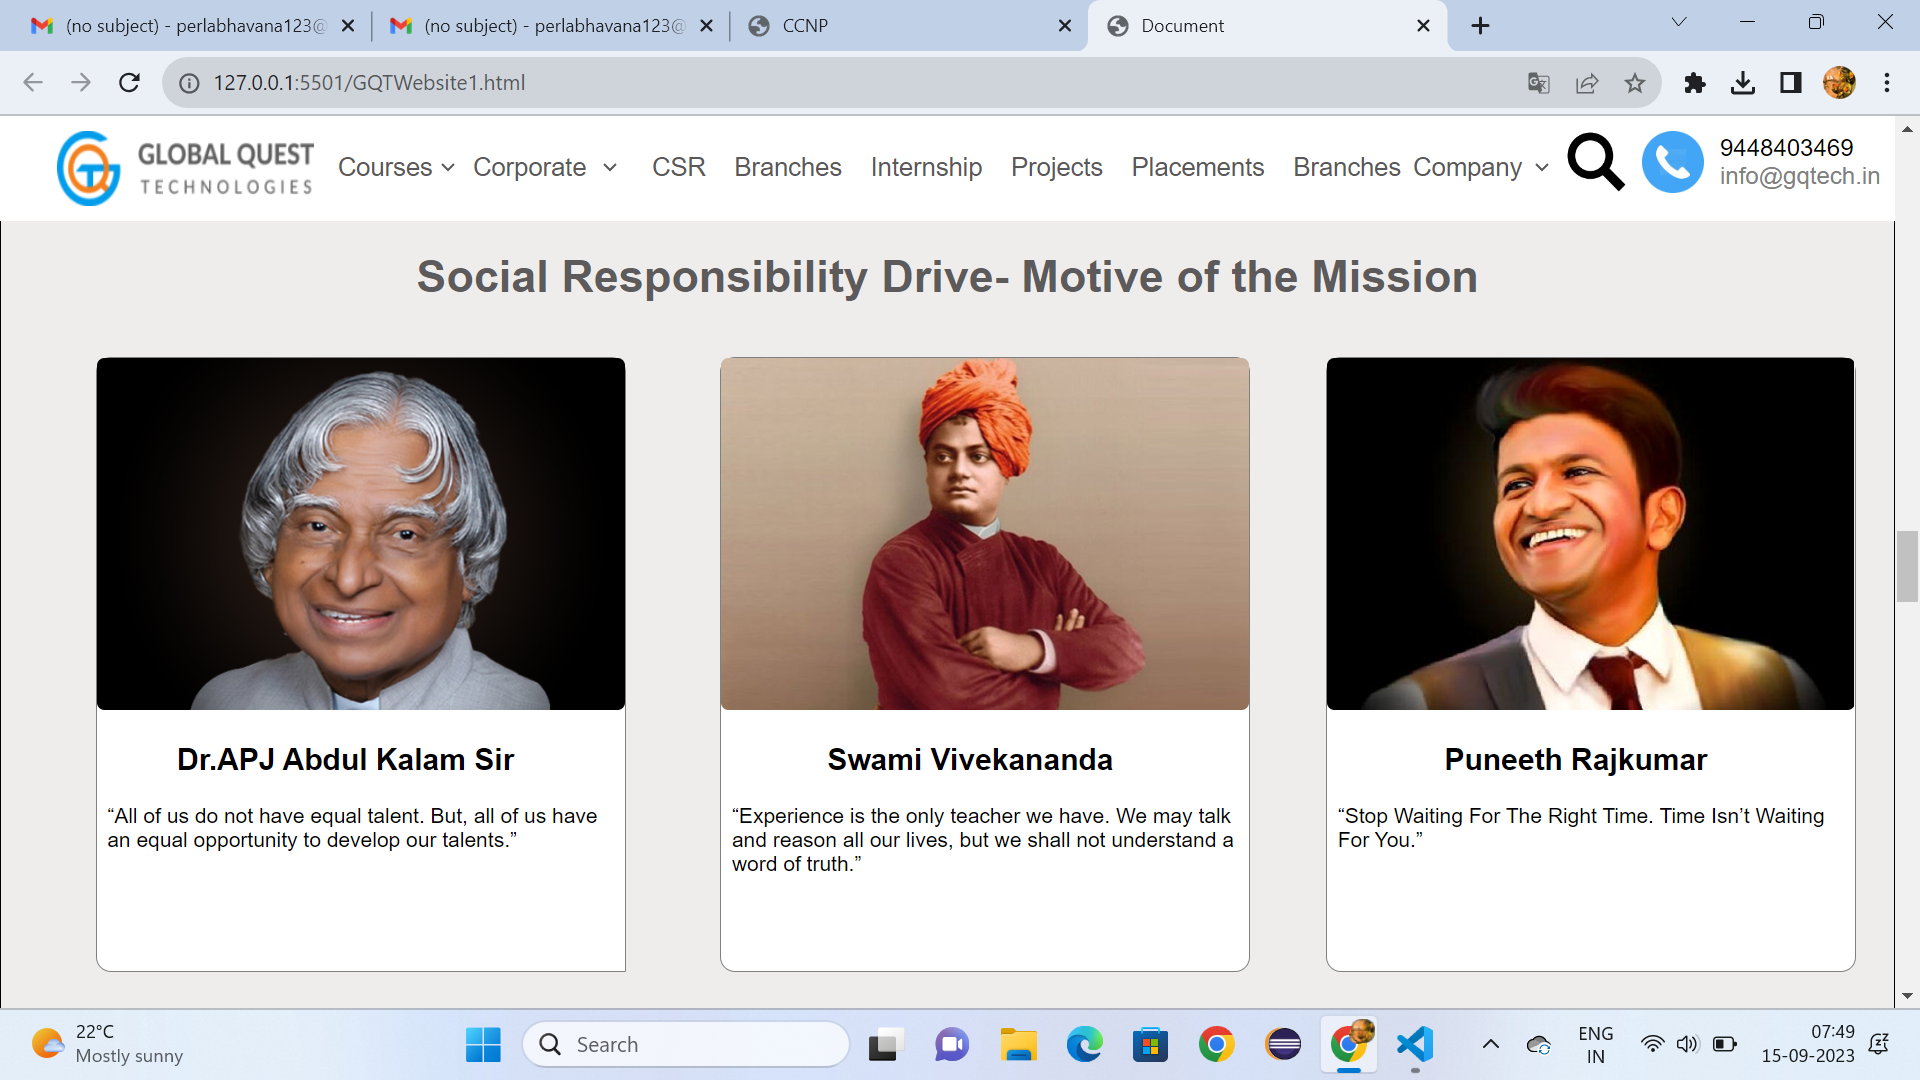 (no subject) - perlabhavana123@
(no subject) - perlabhavana123@
CCNP
Document
127.0.0.1:5501/GQTWebsite1.html
GLOBAL QUEST
TECHNOLOGIES
Courses
Corporate
CSR
Branches
Internship
Projects
Placements
Branches
Company
9448403469
info@gqtech.in
Social Responsibility Drive- Motive of the Mission
Dr.APJ Abdul Kalam Sir
“All of us do not have equal talent. But, all of us have
an equal opportunity to develop our talents.”
Swami Vivekananda
“Experience is the only teacher we have. We may talk
and reason all our lives, but we shall not understand a
word of truth.”
Puneeth Rajkumar
“Stop Waiting For The Right Time. Time Isn’t Waiting
For You.”
22°C
Mostly sunny
Search
ENG
IN
07:49
15-09-2023